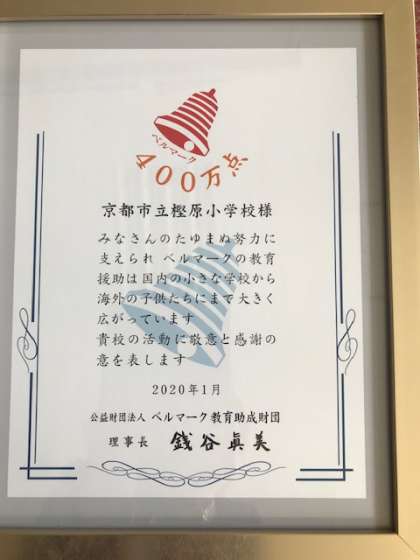 ベルマーク
400万点
京都市立樫原小学校様
みなさんのたゆまぬ努力に
支えられ ベルマークの教育
援助は国内の小さな学校から
海外の子供たちにまで大きく
広がっています
貴校の活動に敬意と感謝の
意を表します
2020年1月
公益財団法人 ベルマーク教育助成財団
理事長 銭谷眞美